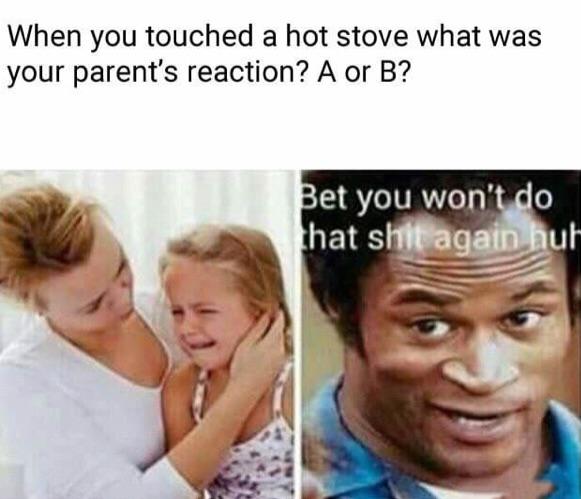 When you touched a hot stove what was
your parent's reaction? A or B?
Bet you won't do
that shit again huh